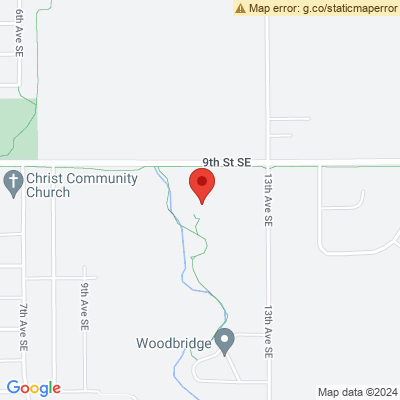 Map error: g.co/staticmaperror
6th Ave SE
9th St SE
Christ Community
Church
13th Ave SE
9th Ave SE
7th Ave SE
13th Ave SE
Woodbridge
Google
Map data ©2024